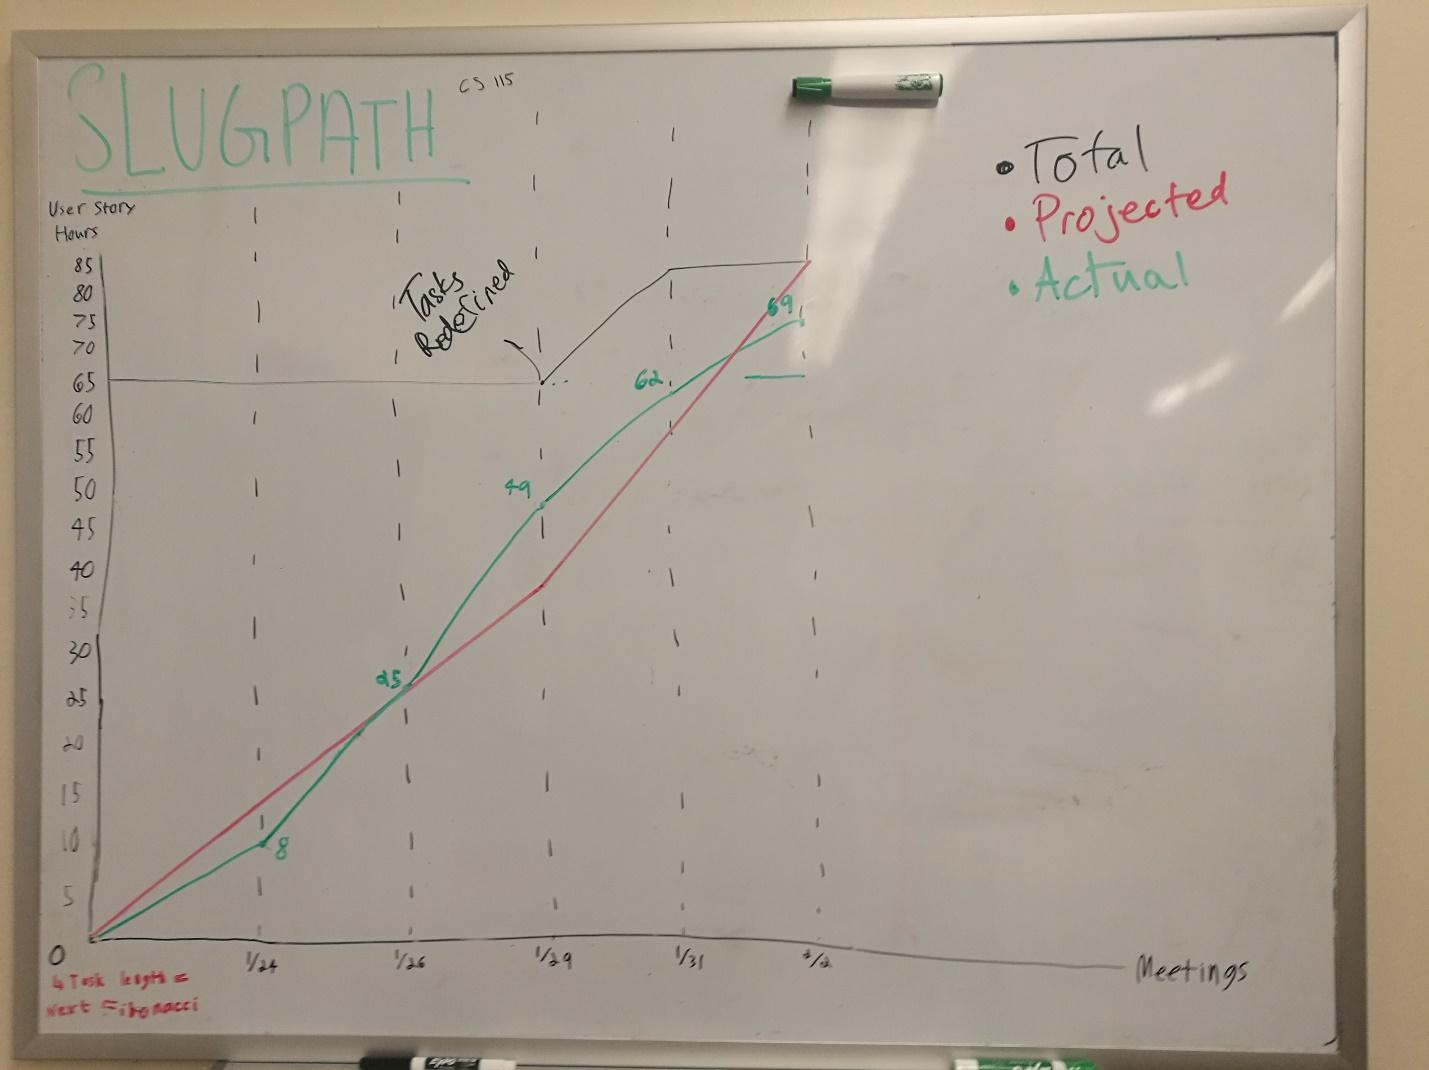 SLUGPATH
CS 115
User Story
Hours
85
80
75
70
65
60
55
50
45
40
35
30
25
20
15
10
5
0
Tasks
Redefined
69
62
49
25
8
• Total
• Projected
• Actual
1/24
1/26
1/29
1/31
2/2
Meetings
↳ Task length =
Next Fibonacci